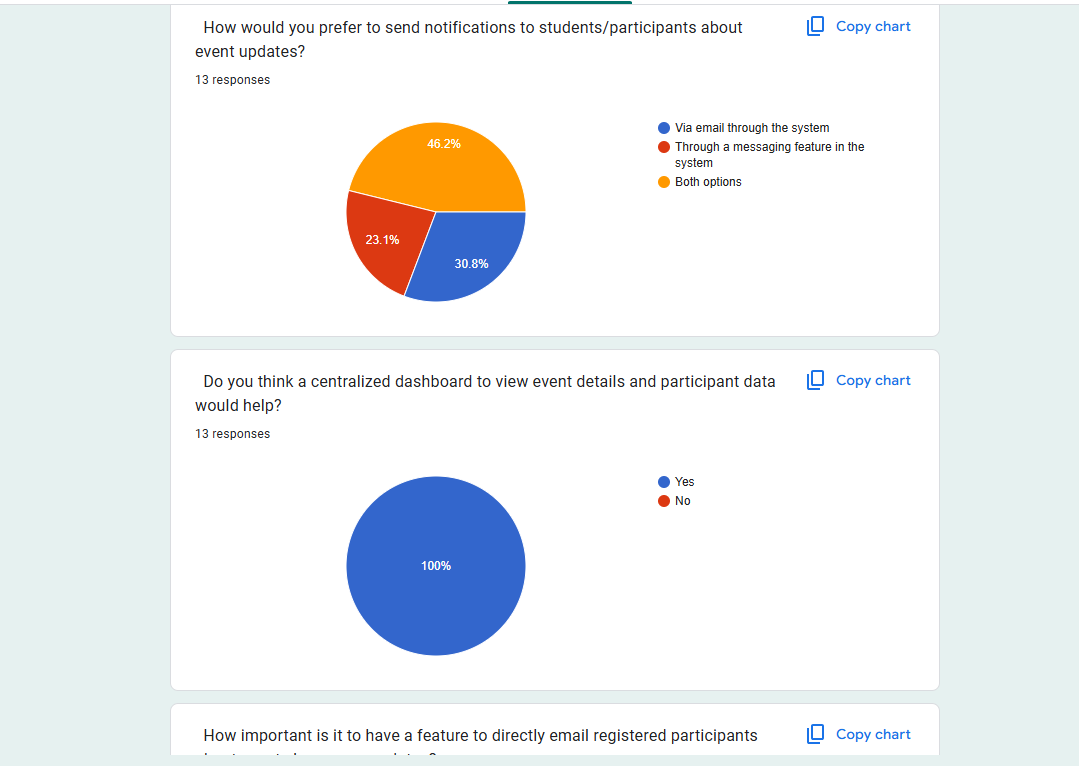 How would you prefer to send notifications to students/participants about
event updates?
Copy chart
13 responses
46.2%
23.1%
30.8%
Via email through the system
Through a messaging feature in the
system
Both options
Do you think a centralized dashboard to view event details and participant data
would help?
Copy chart
13 responses
100%
Yes
No
How important is it to have a feature to directly email registered participants
Copy chart